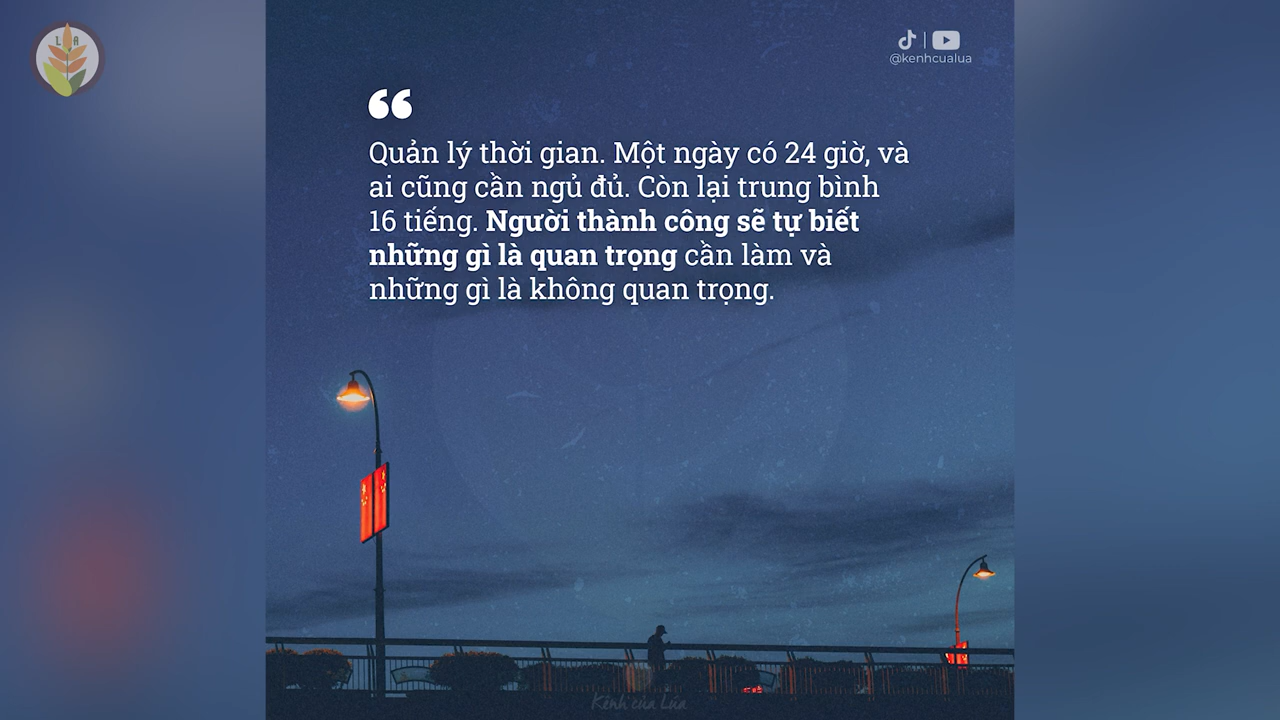 L A
@kenhcualua
Quản lý thời gian. Một ngày có 24 giờ, và
ai cũng cần ngủ đủ. Còn lại trung bình
16 tiếng. Người thành công sẽ tự biết
những gì là quan trọng cần làm và
những gì là không quan trọng.
Kênh của Lúa